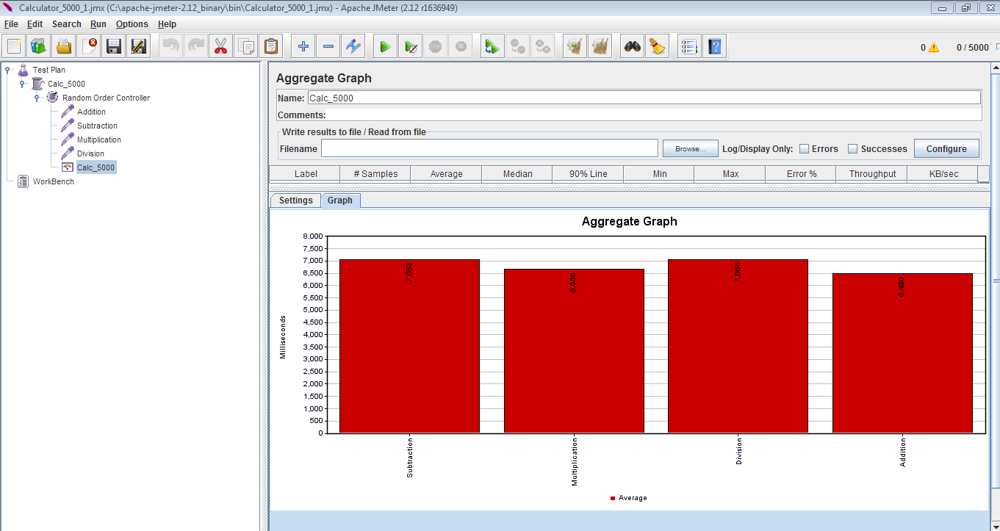 Calculator_5000_1.jmx (C:\apache-jmeter-2.12_binary\bin\Calculator_5000_1.jmx) - Apache JMeter (2.12 r1636949)
File Edit Search Run Options Help
0 0 / 5000
Test Plan
Calc_5000
Random Order Controller
Addition
Subtraction
Multiplication
Division
Calc_5000
WorkBench
Aggregate Graph
Name: Calc_5000
Comments:
Write results to file / Read from file
Filename Browse... Log/Display Only: Errors Successes Configure
Label # Samples Average Median 90% Line Min Max Error % Throughput KB/sec
Settings Graph
Aggregate Graph
Milliseconds
8,000
7,500
7,000
6,500
6,000
5,500
5,000
4,500
4,000
3,500
3,000
2,500
2,000
1,500
1,000
500
0
7,053
6,655
7,064
6,480
Subtraction
Multiplication
Division
Addition
Average